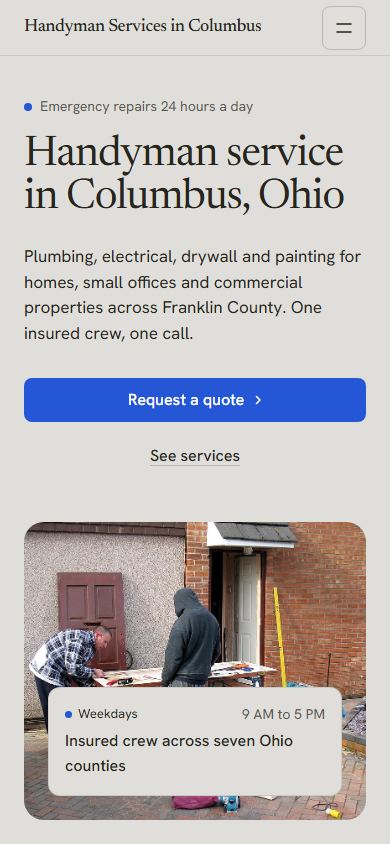 Handyman Services in Columbus
Emergency repairs 24 hours a day
Handyman service
in Columbus, Ohio
Plumbing, electrical, drywall and painting for
homes, small offices and commercial
properties across Franklin County. One
insured crew, one call.
Request a quote
See services
Weekdays
9 AM to 5 PM
Insured crew across seven Ohio
counties